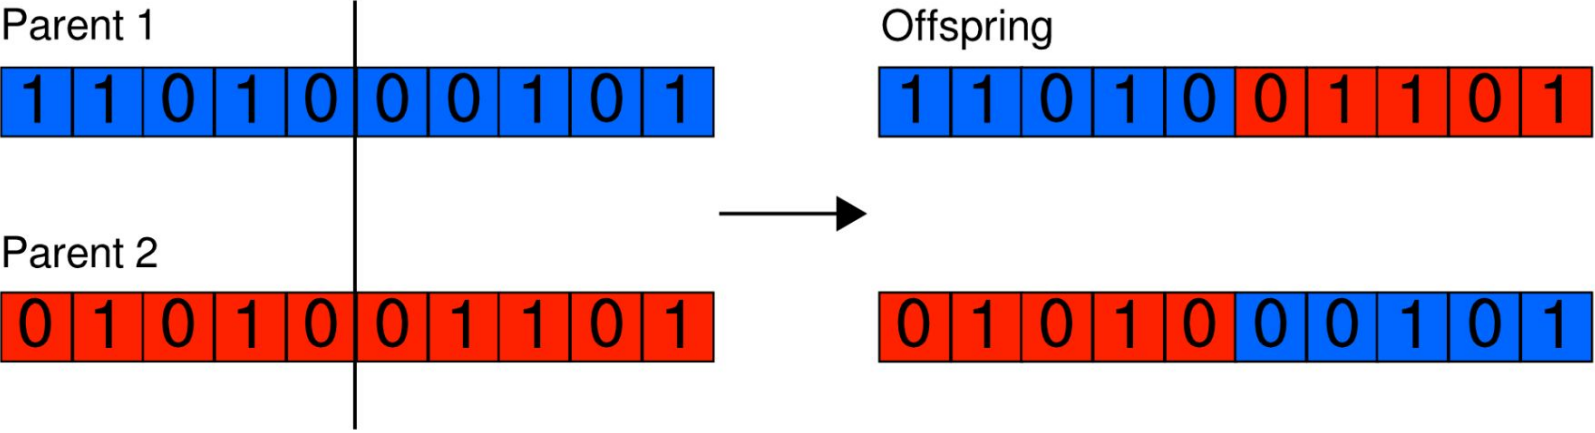 Parent 1
1 1 0 1 0 0 0 1 0 1
Parent 2
0 1 0 1 0 0 1 1 0 1
Offspring
1 1 0 1 0 0 1 1 0 1
0 1 0 1 0 0 0 1 0 1